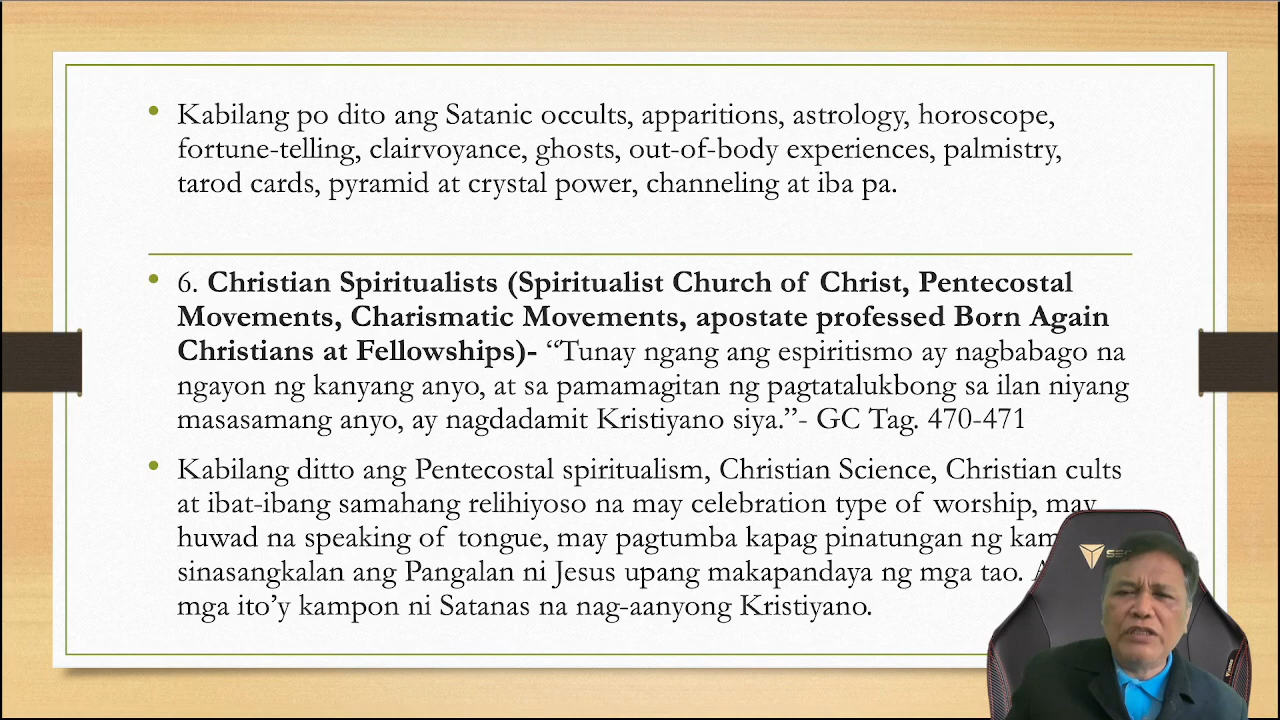 Kabilang po dito ang Satanic occults, apparitions, astrology, horoscope,
fortune-telling, clairvoyance, ghosts, out-of-body experiences, palmistry,
tarod cards, pyramid at crystal power, channeling at iba pa.
6. Christian Spiritualists (Spiritualist Church of Christ, Pentecostal
Movements, Charismatic Movements, apostate professed Born Again
Christians at Fellowships)- “Tunay ngang ang espiritismo ay nagbabago na
ngayon ng kanyang anyo, at sa pamamagitan ng pagtatalukbong sa ilan niyang
masasamang anyo, ay nagdadamit Kristiyano siya.”- GC Tag. 470-471
Kabilang ditto ang Pentecostal spiritualism, Christian Science, Christian cults
at ibat-ibang samahang relihiyoso na may celebration type of worship, may
huwad na speaking of tongue, may pagtumba kapag pinatungan ng
sinasangkalan ang Pangalan ni Jesus upang makapandaya ng mga tao.
mga ito’y kampon ni Satanas na nag-aanyong Kristiyano.